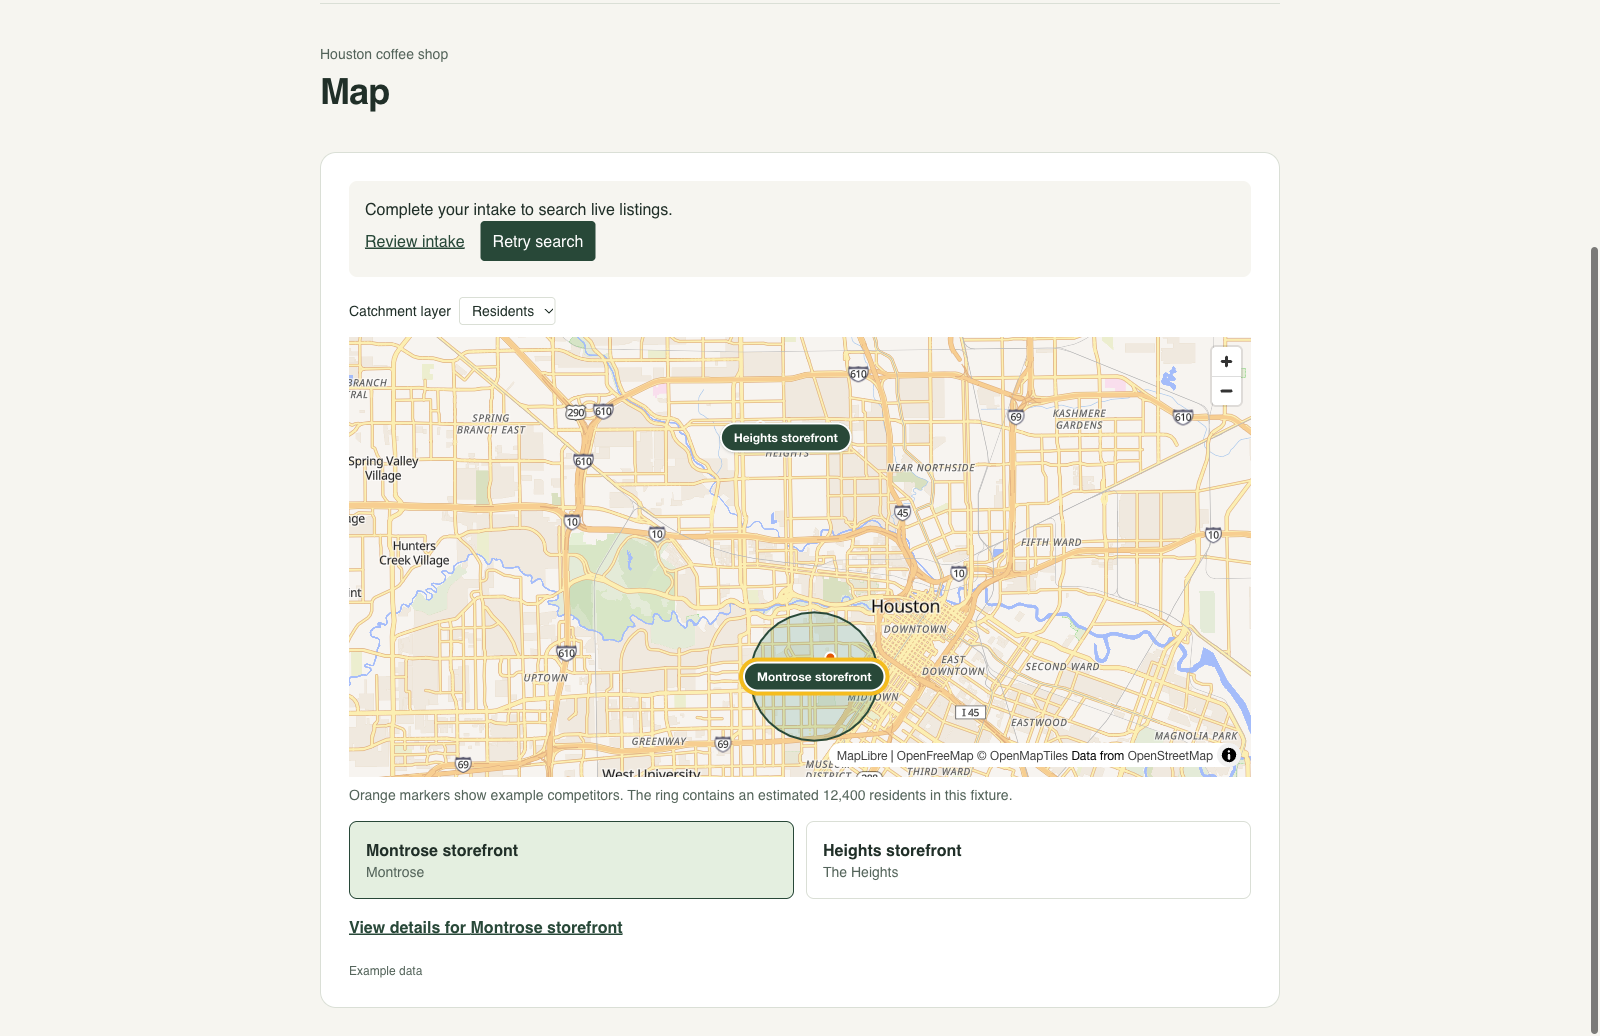 Houston coffee shop
Map
Complete your intake to search live listings.
Review intake
Retry search
Catchment layer
Residents
610
BRANCH
RAL
290
610
SPRING
BRANCH EAST
69
KASHMERE
GARDENS
610
Heights storefront
HEIGHTS
Spring Valley
Village
610
NEAR NORTHSIDE
45
ge
10
10
10
Hunters
Creek Village
FIFTH WARD
10
nt
Houston
DOWNTOWN
610
EAST
DOWNTOWN
SECOND WARD
UPTOWN
Montrose storefront
MIDTOWN
I 45
EASTWOOD
MAGNOLIA PARK
GREENWAY
69
69
MapLibre | OpenFreeMap © OpenMapTiles Data from OpenStreetMap
West University
DISTRICT
THIRD WARD
Orange markers show example competitors. The ring contains an estimated 12,400 residents in this fixture.
Montrose storefront
Montrose
Heights storefront
The Heights
View details for Montrose storefront
Example data